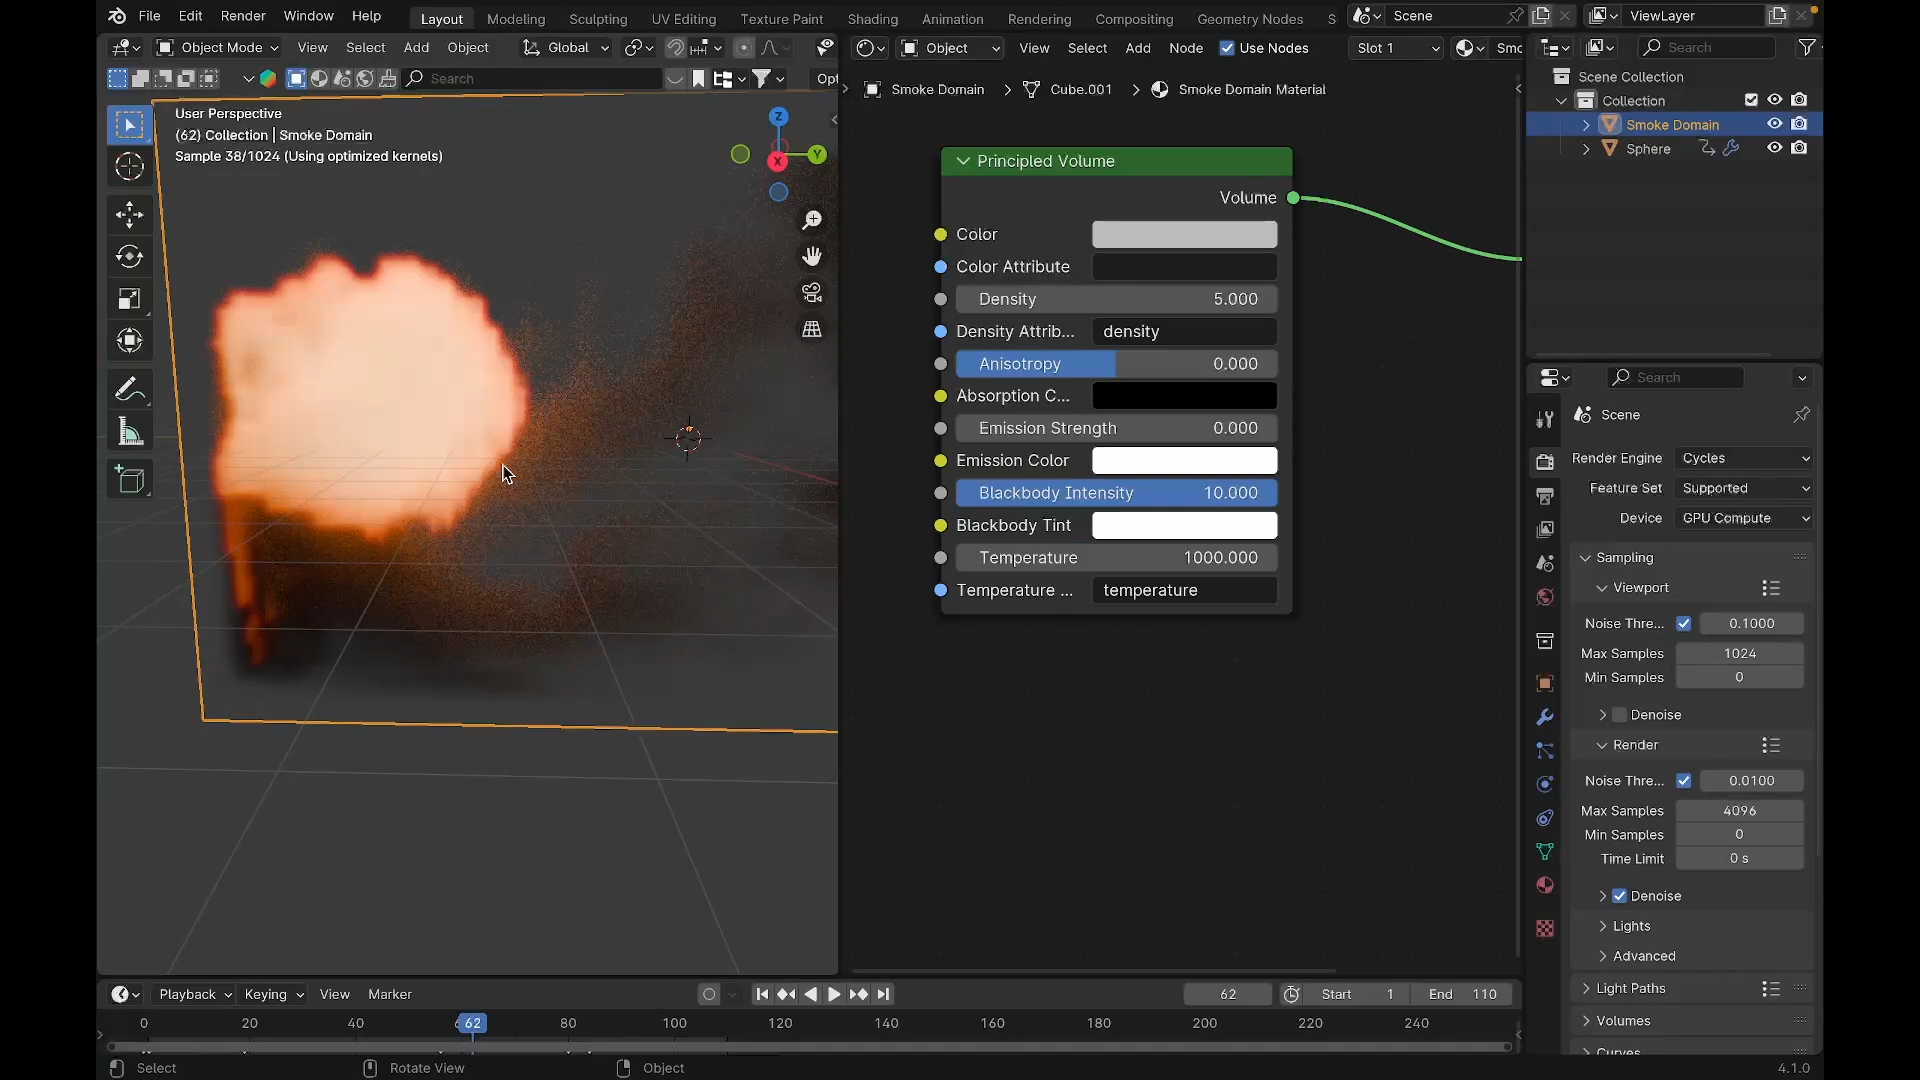 File Edit Render Window Help Layout Modeling Sculpting UV Editing Texture Paint Shading Animation Rendering Compositing Geometry Nodes S Scene ViewLayer
Object Mode View Select Add Object Global
Object View Select Add Node Use Nodes Slot 1 Smo
Search
Search Opt
Smoke Domain > Cube.001 > Smoke Domain Material
User Perspective
(62) Collection | Smoke Domain
Sample 38/1024 (Using optimized kernels)
Z
Y
X
Principled Volume
Volume
Color
Color Attribute
Density 5.000
Density Attrib... density
Anisotropy 0.000
Absorption C...
Emission Strength 0.000
Emission Color
Blackbody Intensity 10.000
Blackbody Tint
Temperature 1000.000
Temperature ... temperature
Scene Collection
Collection
Smoke Domain
Sphere
Search
Scene
Render Engine Cycles
Feature Set Supported
Device GPU Compute
Sampling
Viewport
Noise Thre... 0.1000
Max Samples 1024
Min Samples 0
Denoise
Render
Noise Thre... 0.0100
Max Samples 4096
Min Samples 0
Time Limit 0 s
Denoise
Lights
Advanced
Light Paths
Volumes
Curves
Playback Keying View Marker 62 Start 1 End 110
0 20 40 62 80 100 120 140 160 180 200 220 240
Select Rotate View Object 4.1.0